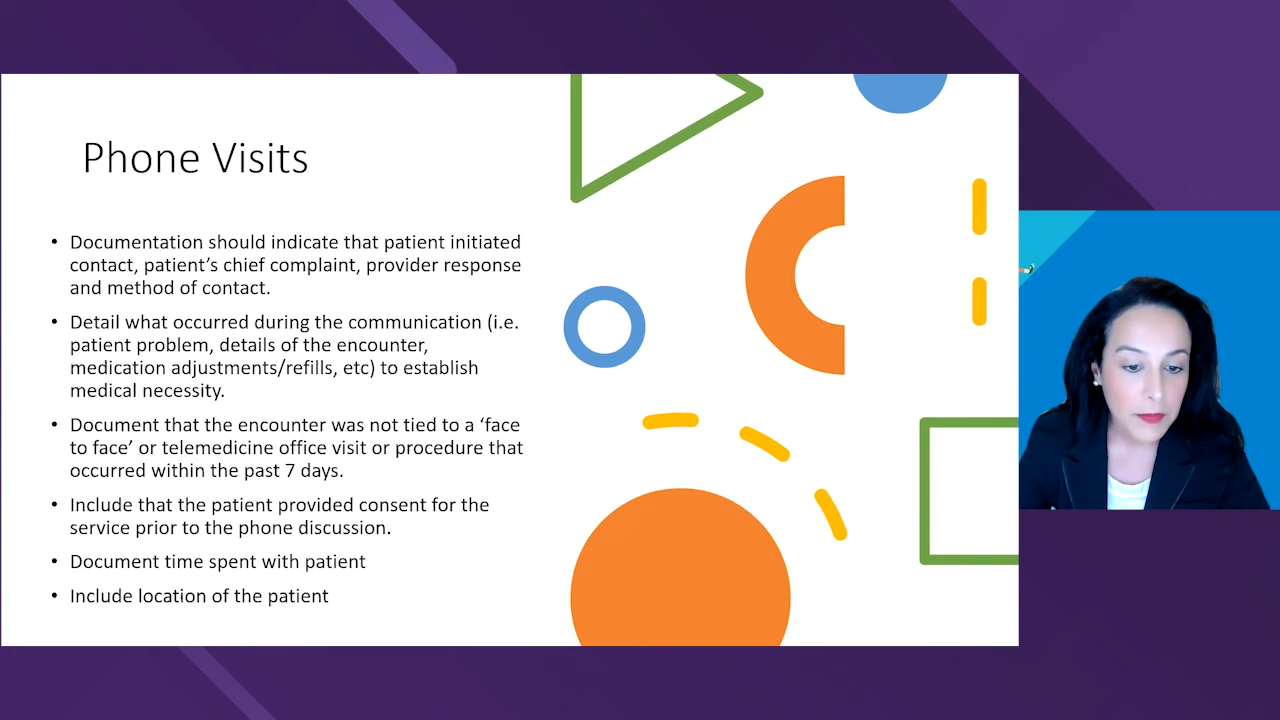 Phone Visits
• Documentation should indicate that patient initiated
contact, patient’s chief complaint, provider response
and method of contact.
• Detail what occurred during the communication (i.e.
patient problem, details of the encounter,
medication adjustments/refills, etc) to establish
medical necessity.
• Document that the encounter was not tied to a ‘face
to face’ or telemedicine office visit or procedure that
occurred within the past 7 days.
• Include that the patient provided consent for the
service prior to the phone discussion.
• Document time spent with patient
• Include location of the patient